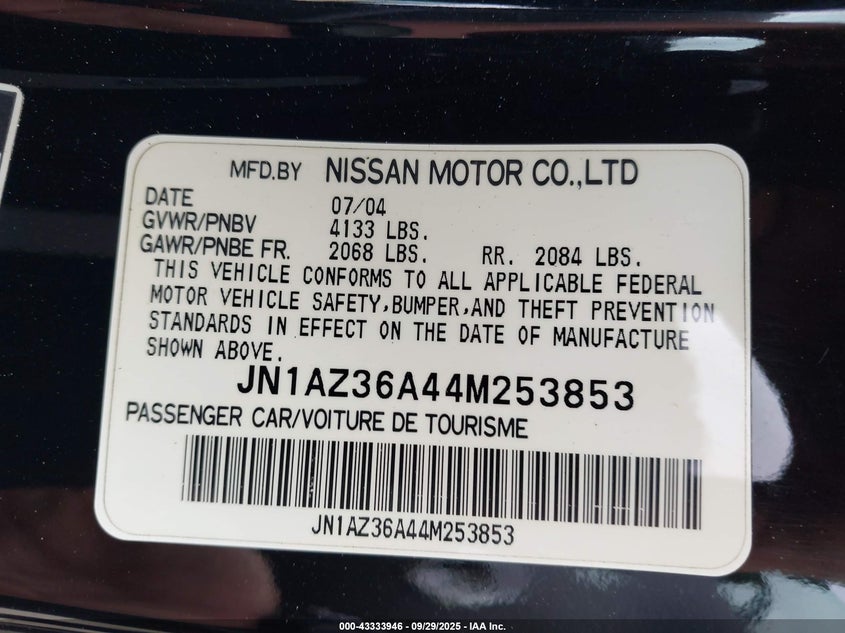 MFD.BY NISSAN MOTOR CO.,LTD
DATE 07/04
GVWR/PNBV 4133 LBS.
GAWR/PNBE FR. 2068 LBS. RR. 2084 LBS.
THIS VEHICLE CONFORMS TO ALL APPLICABLE FEDERAL
MOTOR VEHICLE SAFETY,BUMPER,AND THEFT PREVENTION
STANDARDS IN EFFECT ON THE DATE OF MANUFACTURE
SHOWN ABOVE.
JN1AZ36A44M253853
PASSENGER CAR/VOITURE DE TOURISME
JN1AZ36A44M253853
000-43333946 - 09/29/2025 - IAA Inc.